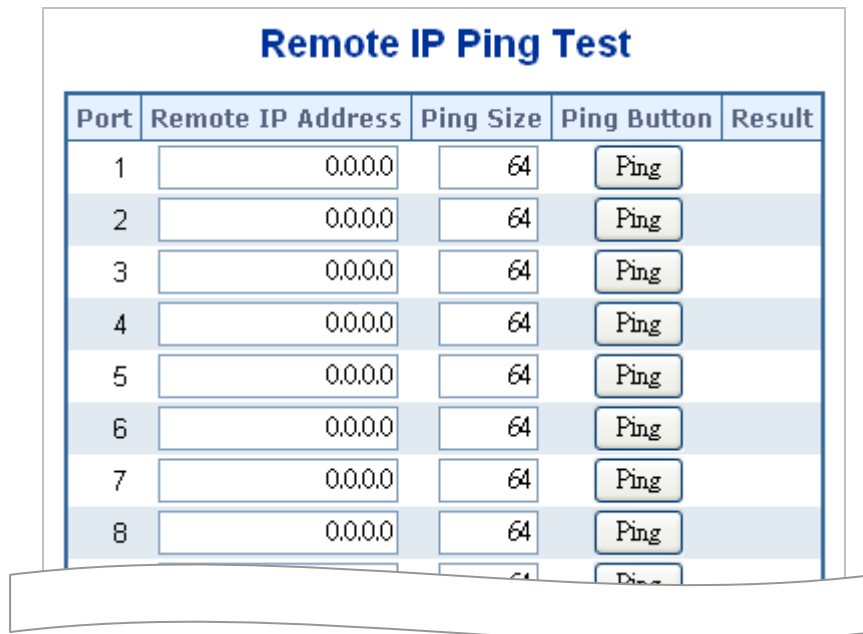 Remote IP Ping Test
Port Remote IP Address Ping Size Ping Button Result
1 0.0.0.0 64 Ping
2 0.0.0.0 64 Ping
3 0.0.0.0 64 Ping
4 0.0.0.0 64 Ping
5 0.0.0.0 64 Ping
6 0.0.0.0 64 Ping
7 0.0.0.0 64 Ping
8 0.0.0.0 64 Ping